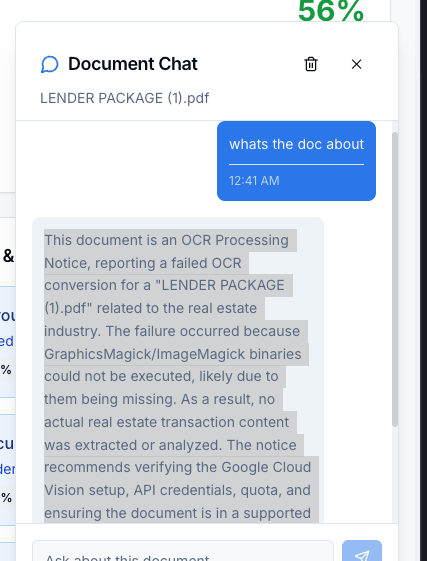 56%
Document Chat
LENDER PACKAGE (1).pdf
whats the doc about
12:41 AM
This document is an OCR Processing
Notice, reporting a failed OCR
conversion for a "LENDER PACKAGE
(1).pdf" related to the real estate
industry. The failure occurred because
GraphicsMagick/ImageMagick binaries
could not be executed, likely due to
them being missing. As a result, no
actual real estate transaction content
was extracted or analyzed. The notice
recommends verifying the Google Cloud
Vision setup, API credentials, quota, and
ensuring the document is in a supported
Ask about this document
&
ou
ed
%
cu
der
%